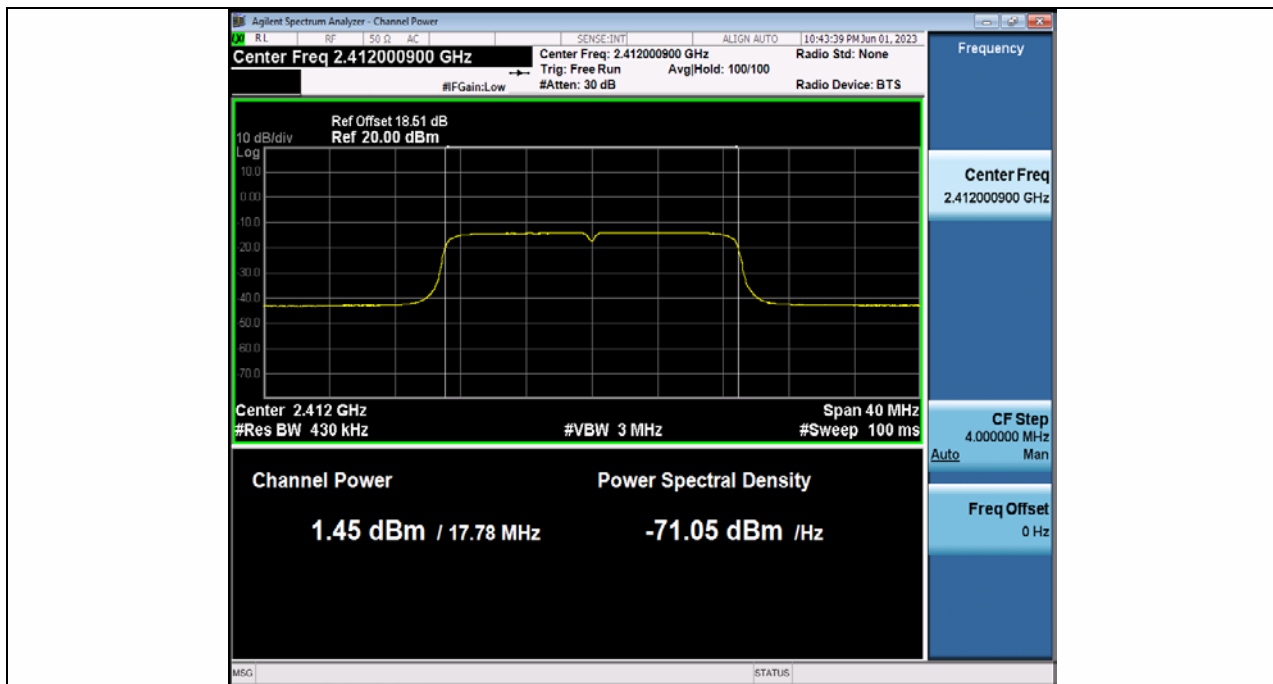 Agilent Spectrum Analyzer - Channel Power
RL RF 50 Ω AC SENSE:INT ALIGN AUTO 10:43:39 PM Jun 01, 2023
Center Freq 2.412000900 GHz
Center Freq: 2.412000900 GHz
Radio Std: None
Trig: Free Run Avg|Hold: 100/100
#IFGain:Low
#Atten: 30 dB
Radio Device: BTS
Ref Offset 18.51 dB
10 dB/div Ref 20.00 dBm
Log
10.0
0.00
-10.0
-20.0
-30.0
-40.0
-50.0
-60.0
-70.0
Center 2.412 GHz
Span 40 MHz
#Res BW 430 kHz
#VBW 3 MHz
#Sweep 100 ms
Channel Power
Power Spectral Density
1.45 dBm / 17.78 MHz
-71.05 dBm /Hz
Frequency
Center Freq
2.412000900 GHz
CF Step
4.000000 MHz
Auto Man
Freq Offset
0 Hz
MSG
STATUS